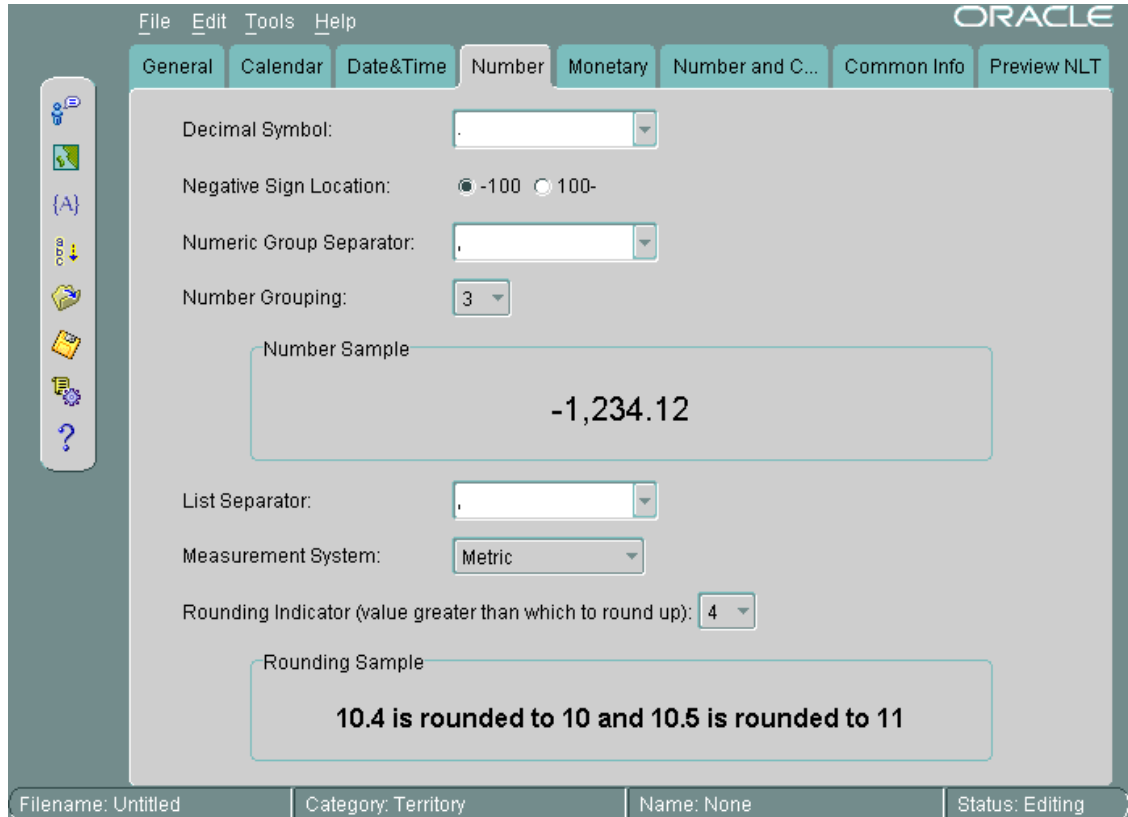 File Edit Tools Help
ORACLE
General Calendar Date&Time Number Monetary Number and C... Common Info Preview NLT
{A}
a
b
c
?
Decimal Symbol: .
Negative Sign Location: -100 100-
Numeric Group Separator: ,
Number Grouping: 3
Number Sample
-1,234.12
List Separator: ,
Measurement System: Metric
Rounding Indicator (value greater than which to round up): 4
Rounding Sample
10.4 is rounded to 10 and 10.5 is rounded to 11
Filename: Untitled Category: Territory Name: None Status: Editing